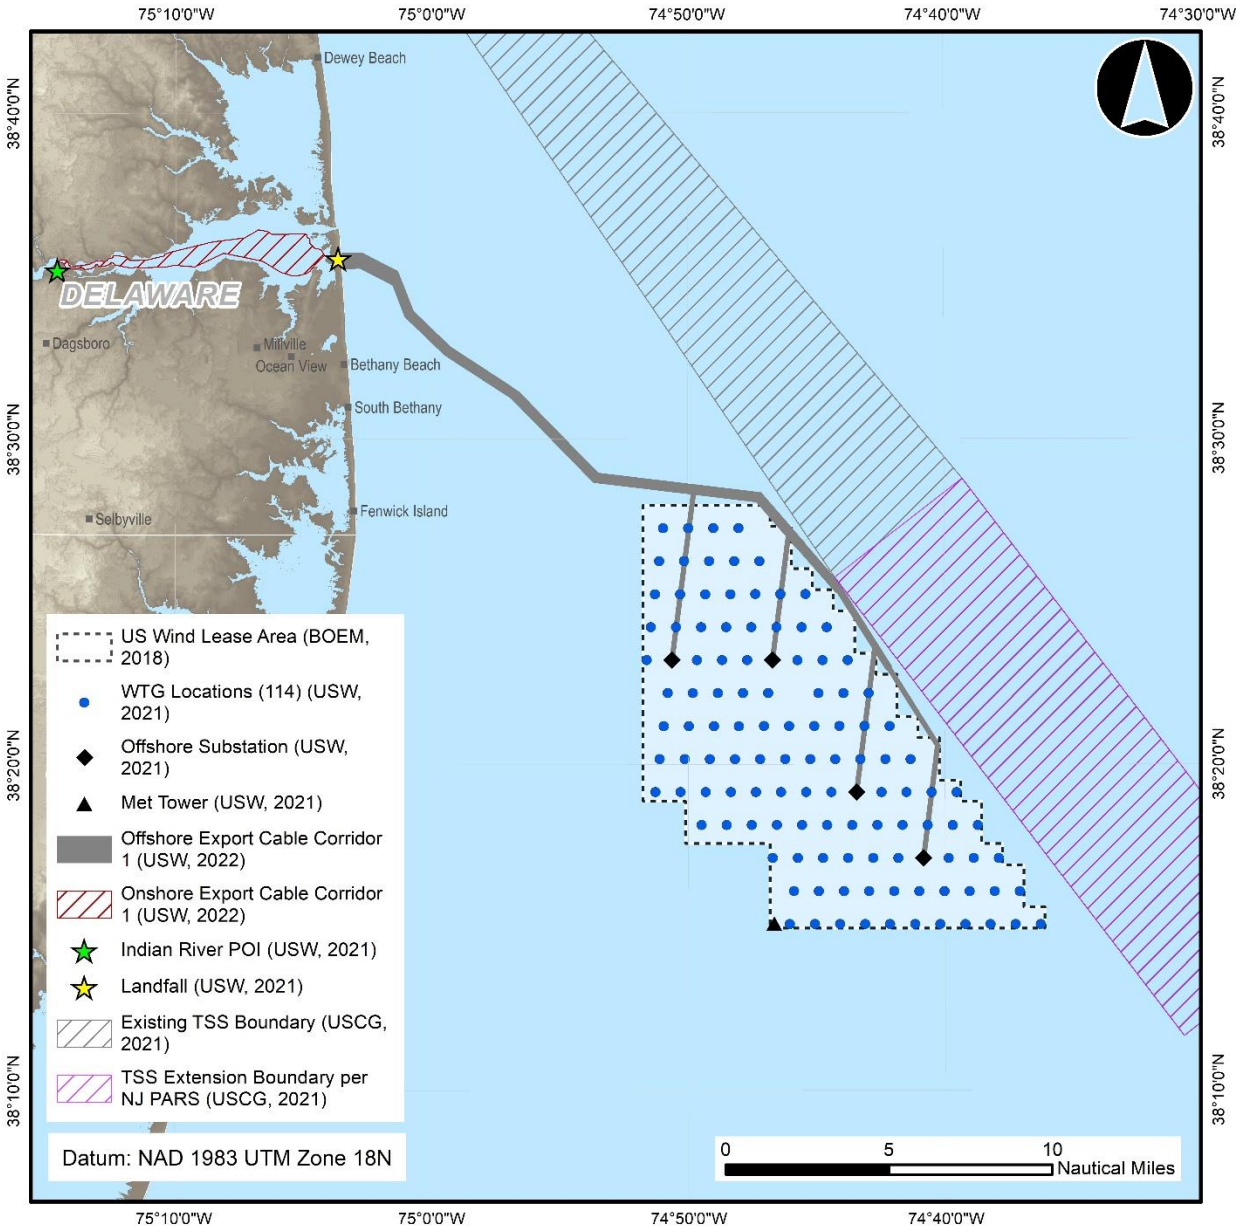 75°10'0"W 75°0'0"W 74°50'0"W 74°40'0"W 74°30'0"W
38°40'0"N
38°30'0"N
38°20'0"N
38°10'0"N
Dewey Beach
DELAWARE
Dagsboro
Millville
Ocean View
Bethany Beach
South Bethany
Selbyville
Fenwick Island
US Wind Lease Area (BOEM,
2018)
WTG Locations (114) (USW,
2021)
Offshore Substation (USW,
2021)
Met Tower (USW, 2021)
Offshore Export Cable Corridor
1 (USW, 2022)
Onshore Export Cable Corridor
1 (USW, 2022)
Indian River POI (USW, 2021)
Landfall (USW, 2021)
Existing TSS Boundary (USCG,
2021)
TSS Extension Boundary per
NJ PARS (USCG, 2021)
Datum: NAD 1983 UTM Zone 18N
0 5 10
Nautical Miles
38°40'0"N
38°30'0"N
38°20'0"N
38°10'0"N
75°10'0"W 75°0'0"W 74°50'0"W 74°40'0"W 74°30'0"W